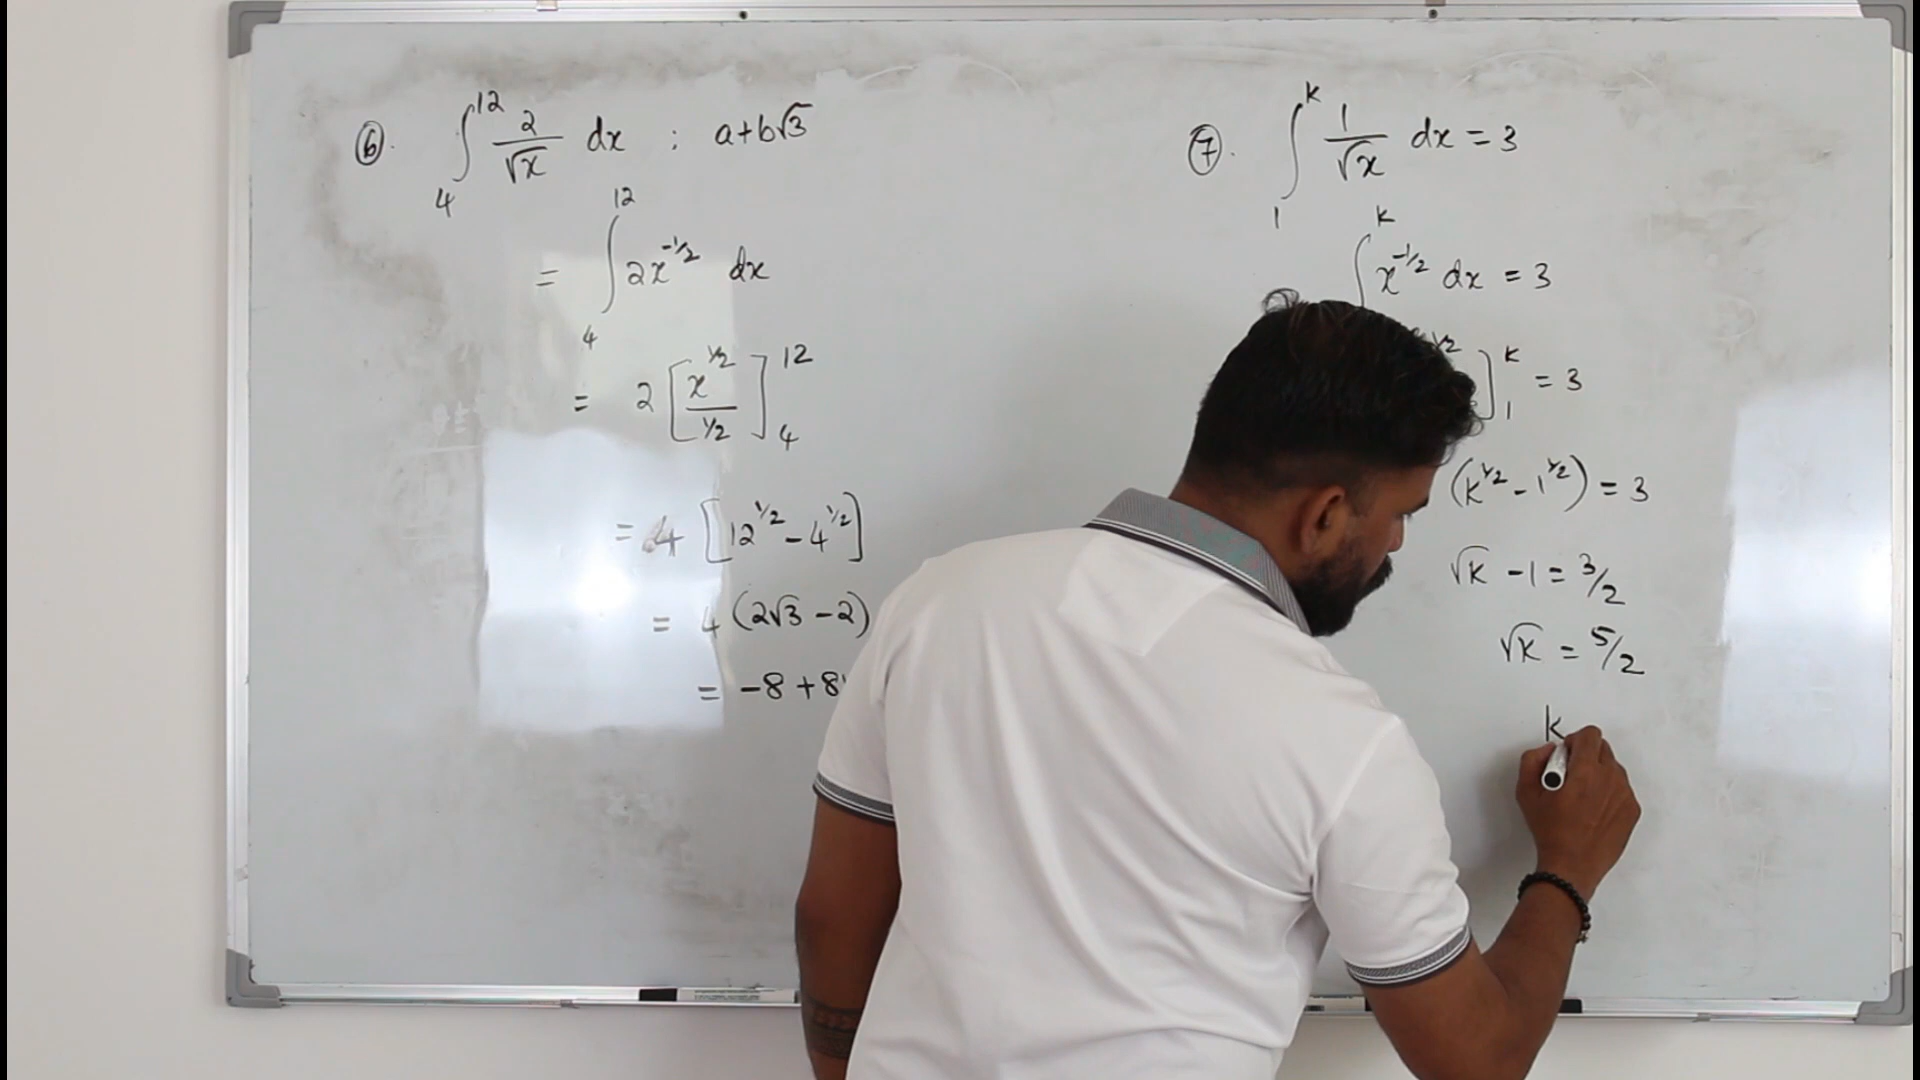 ⑥. ∫₄¹² 2/√x dx ; a+b√3
= ∫₄¹² 2x^(-1/2) dx
= 2 [x^(1/2) / (1/2)]₄¹²
= 4 [12^(1/2) - 4^(1/2)]
= 4 (2√3 - 2)
= -8 + 8
⑦. ∫₁ᵏ 1/√x dx = 3
∫ᵏ x^(-1/2) dx = 3
1/2 ]₁ᵏ = 3
(k^(1/2) - 1^(1/2)) = 3
√k - 1 = 3/2
√k = 5/2
k